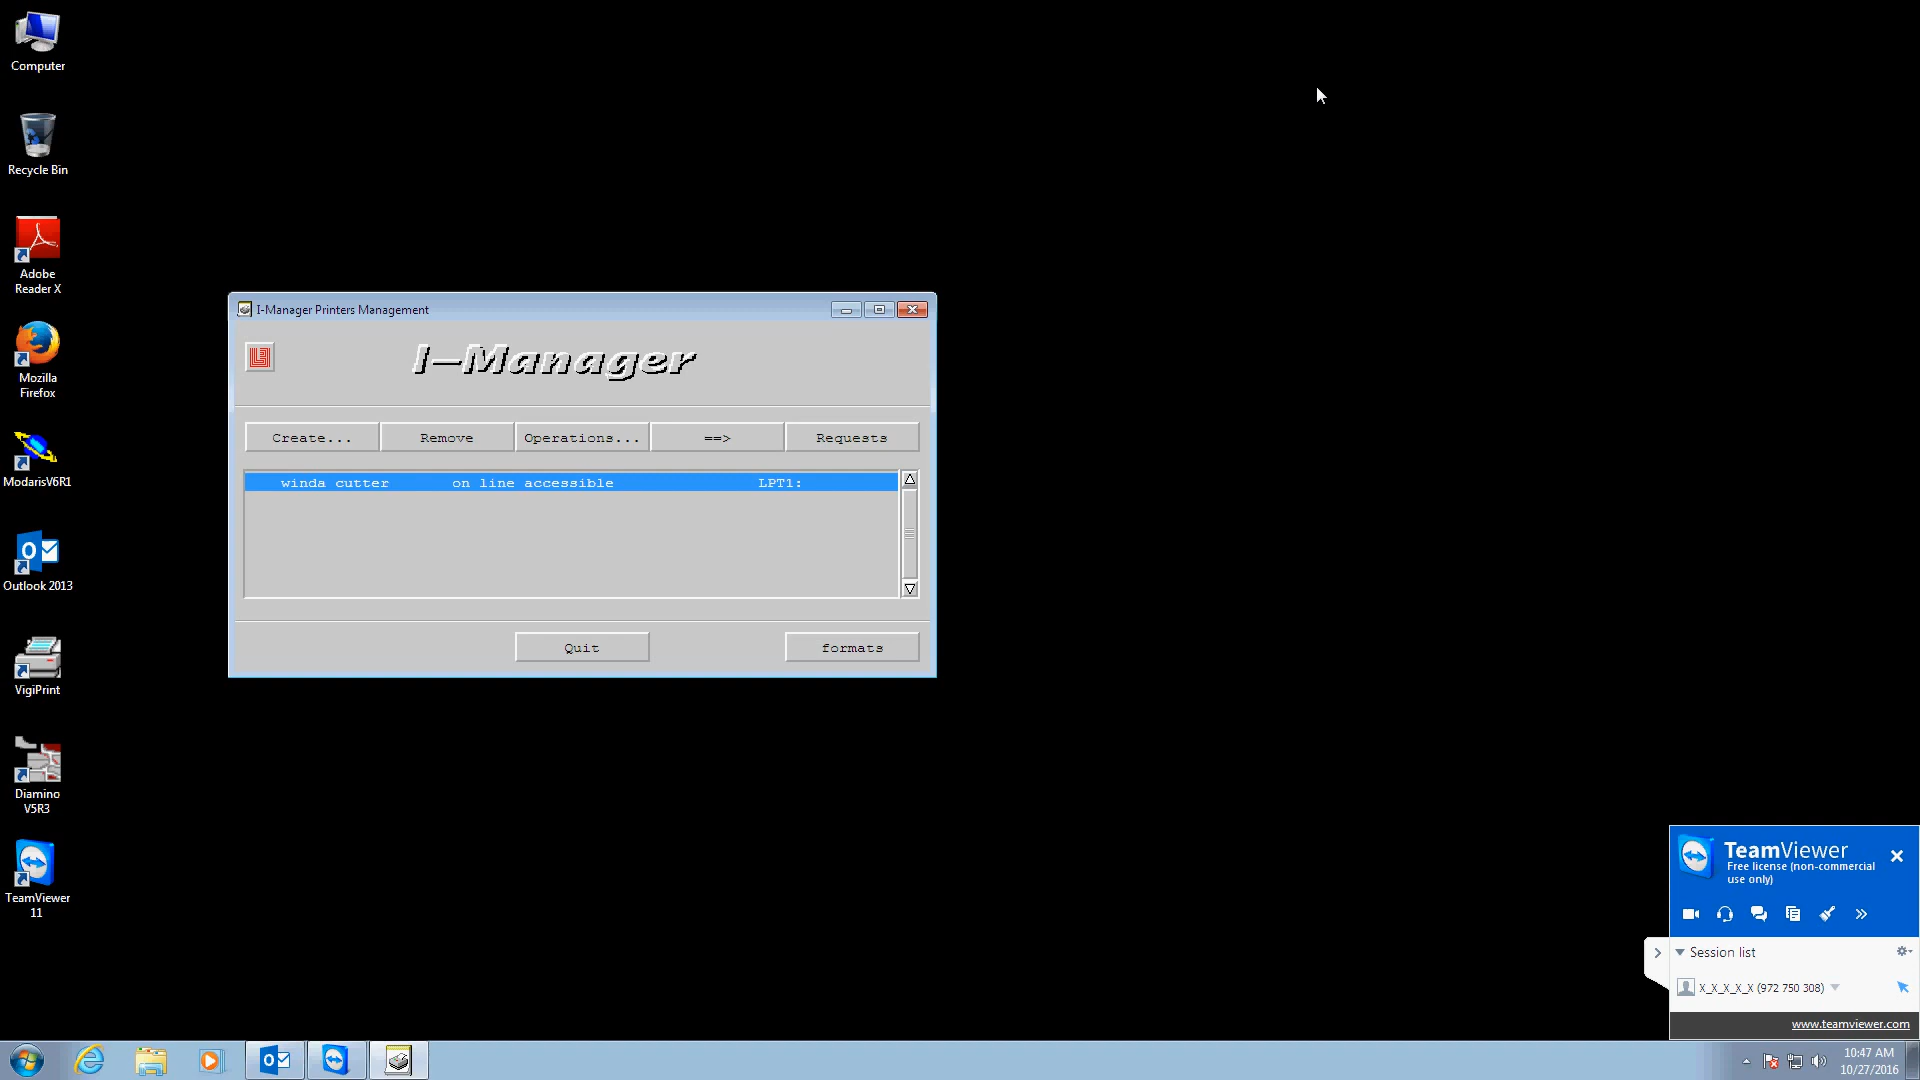 Computer
Recycle Bin
Adobe
Reader X
Mozilla
Firefox
ModarisV6R1
Outlook 2013
VigiPrint
Diamino
V5R3
TeamViewer
11
I-Manager Printers Management
I-Manager
Create... Remove Operations... ==> Requests
winda cutter on line accessible LPT1:
Quit formats
TeamViewer
Free license (non-commercial
use only)
Session list
X_X_X_X_X (972 750 308)
www.teamviewer.com
10:47 AM
10/27/2016